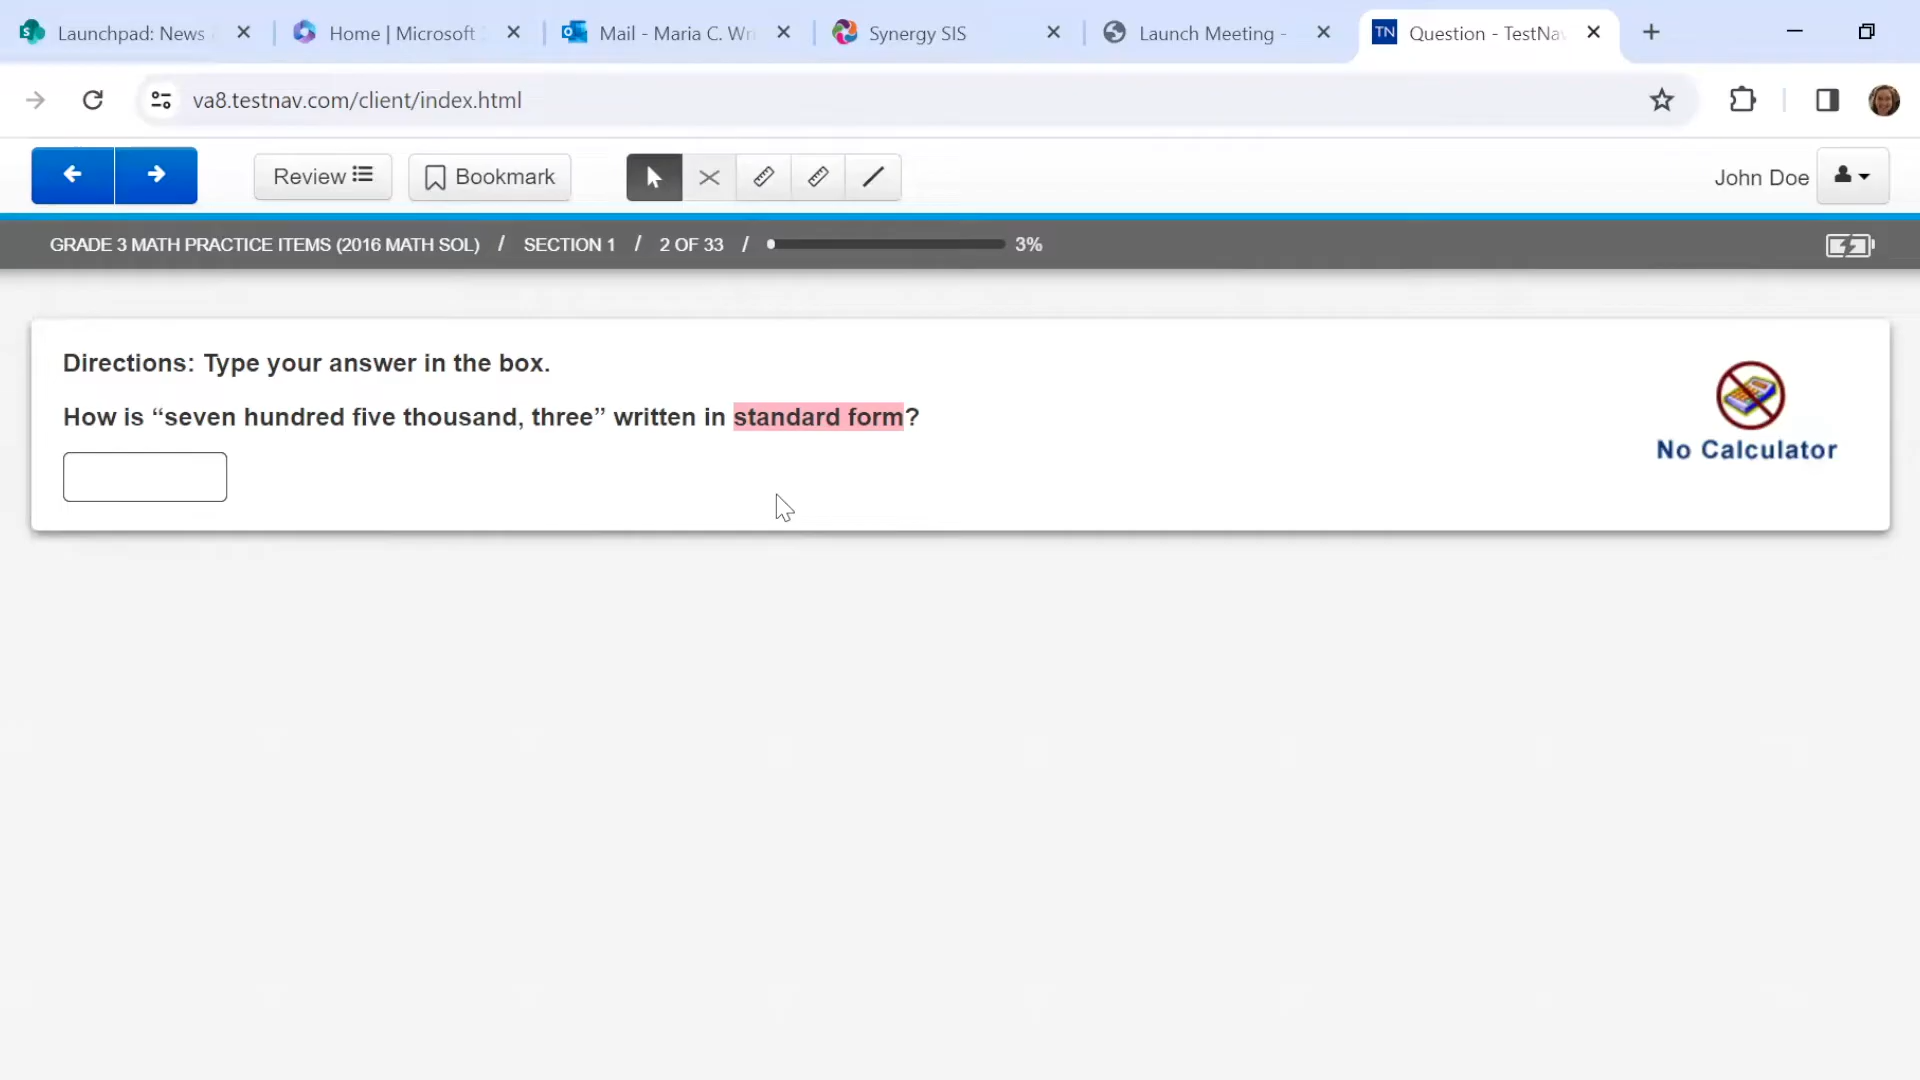 Launchpad: News
Home | Microsoft
Mail - Maria C. Wr
Synergy SIS
Launch Meeting -
TN
Question - TestNav
va8.testnav.com/client/index.html
Review
Bookmark
John Doe
GRADE 3 MATH PRACTICE ITEMS (2016 MATH SOL) / SECTION 1 / 2 OF 33 / 3%
Directions: Type your answer in the box.
How is “seven hundred five thousand, three” written in standard form?
No Calculator